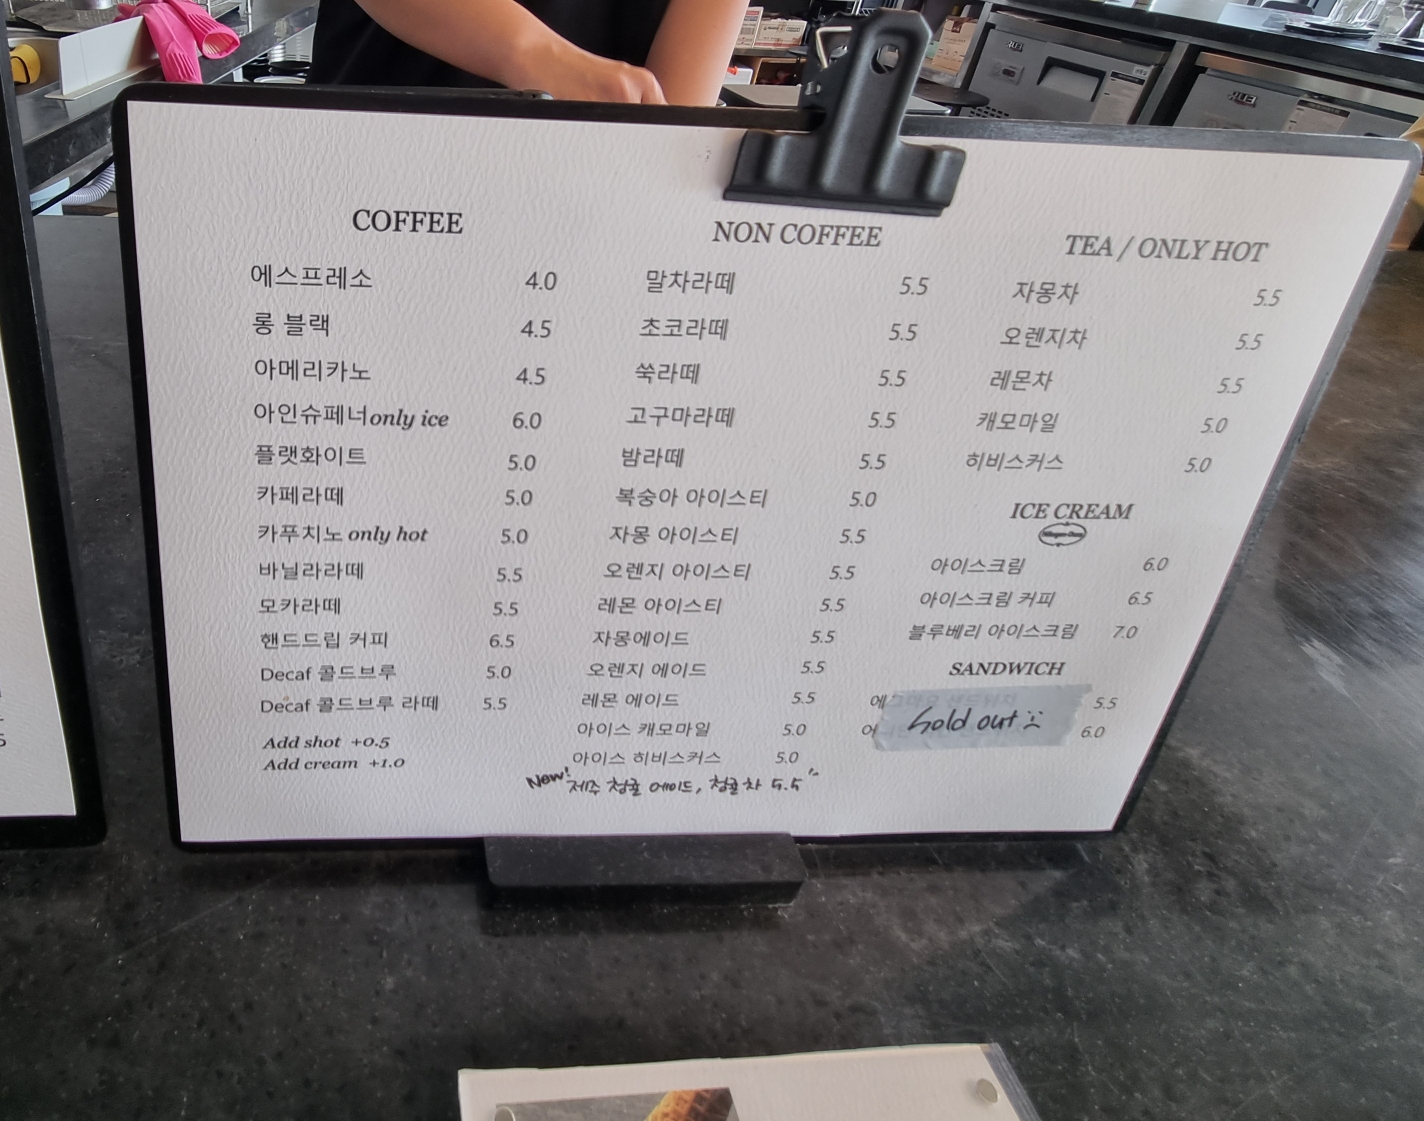 COFFEE
에스프레소 4.0
롱 블랙 4.5
아메리카노 4.5
아인슈페너 only ice 6.0
플랫화이트 5.0
카페라떼 5.0
카푸치노 only hot 5.0
바닐라라떼 5.5
모카라떼 5.5
핸드드립 커피 6.5
Decaf 콜드브루 5.0
Decaf 콜드브루 라떼 5.5
Add shot +0.5
Add cream +1.0
NON COFFEE
말차라떼 5.5
초코라떼 5.5
쑥라떼 5.5
고구마라떼 5.5
밤라떼 5.5
복숭아 아이스티 5.0
자몽 아이스티 5.5
오렌지 아이스티 5.5
레몬 아이스티 5.5
자몽에이드 5.5
오렌지 에이드 5.5
레몬 에이드 5.5
아이스 캐모마일 5.0
아이스 히비스커스 5.0
New! 제주 청귤 에이드, 청귤차 5.5
TEA / ONLY HOT
자몽차 5.5
오렌지차 5.5
레몬차 5.5
캐모마일 5.0
히비스커스 5.0
ICE CREAM
아이스크림 6.0
아이스크림 커피 6.5
블루베리 아이스크림 7.0
SANDWICH
5.5
Sold out :(
6.0